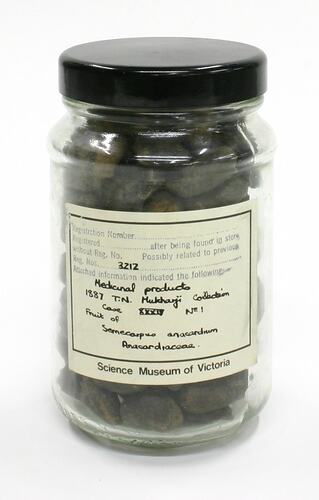 Registration Number
Registered after being found in store
without Reg. No. Possibly related to previous
Reg. Nos. 3212
Attached information indicated the following:
Medicinal products
1887 T.N. Mukharji Collection
Case XXXIV Nº 1
Fruit of
Semecarpus anacardium
Anacardiaceae.
Science Museum of Victoria